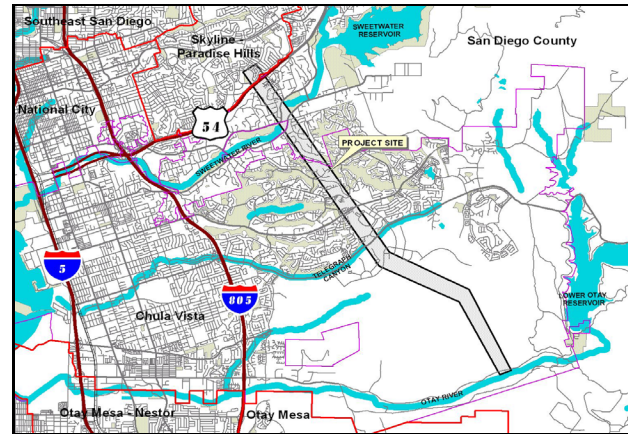 Southeast San Diego
Skyline -
Paradise Hills
SWEETWATER
RESERVOIR
San Diego County
National City
54
PROJECT SITE
SWEETWATER RIVER
5
TELEGRAPH
CANYON
805
LOWER OTAY
RESERVOIR
Chula Vista
OTAY RIVER
Otay Mesa - Nestor
Otay Mesa